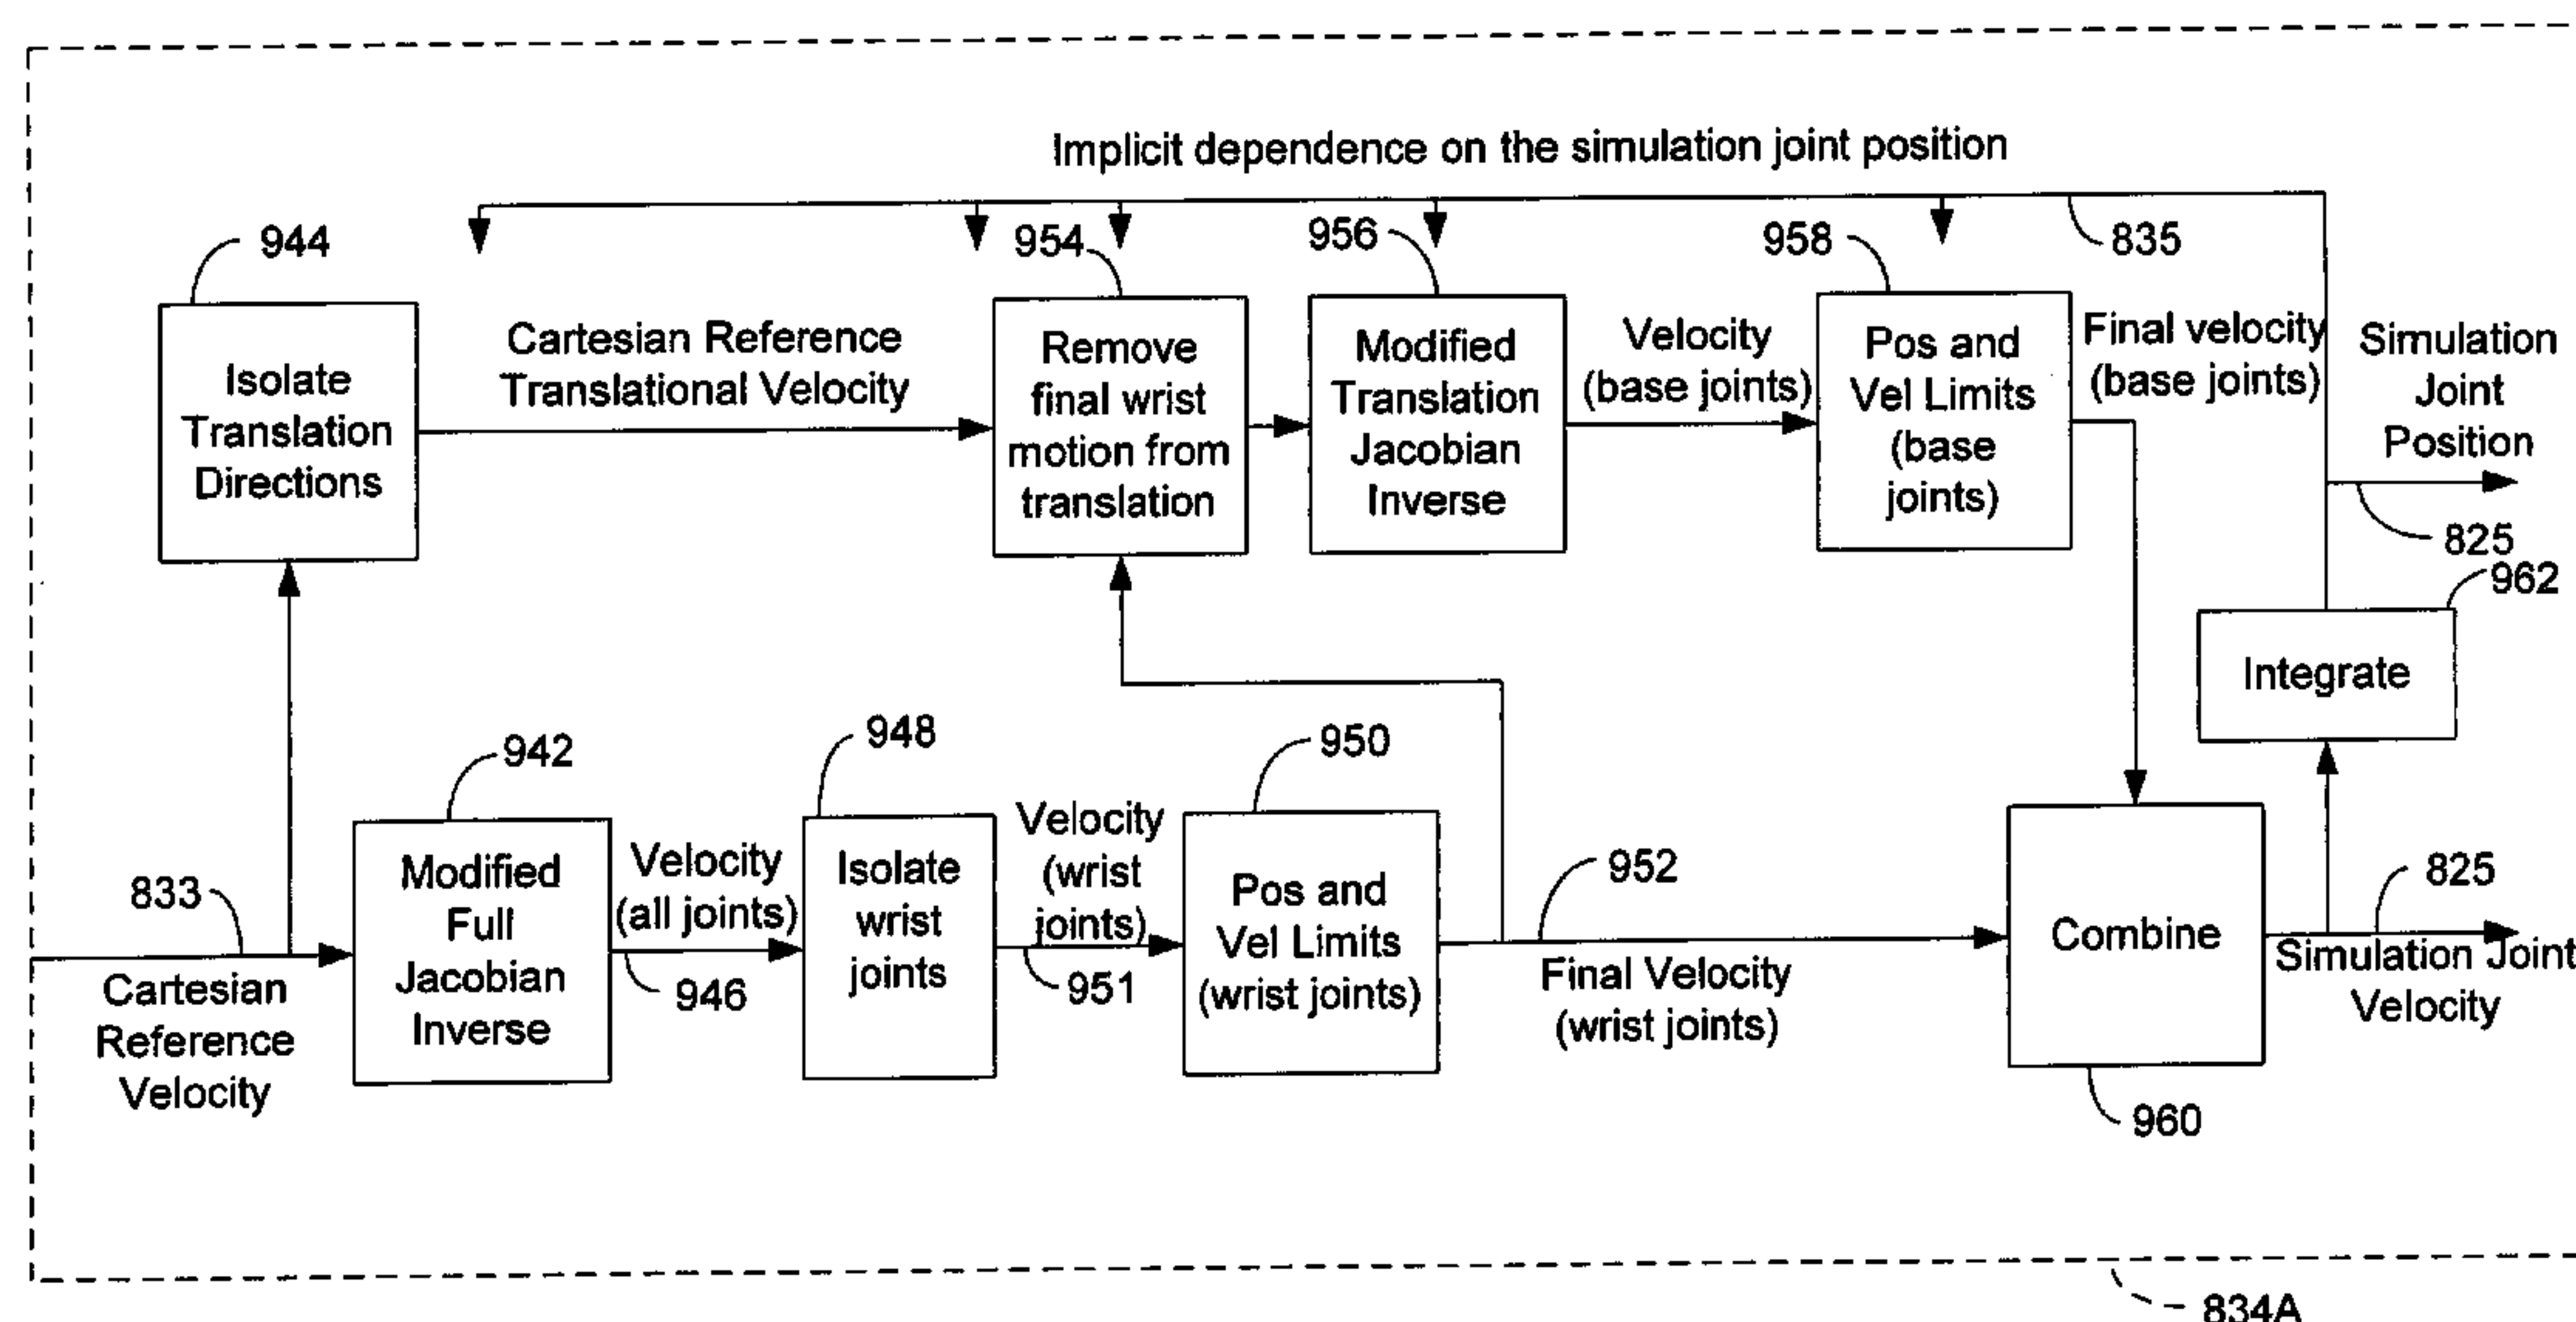 Implicit dependence on the simulation joint position
944
954
956
958
835
Isolate
Translation
Directions
Cartesian Reference
Translational Velocity
Remove
final wrist
motion from
translation
Modified
Translation
Jacobian
Inverse
Velocity
(base joints)
Pos and
Vel Limits
(base
joints)
Final velocity
(base joints)
Simulation
Joint
Position
825
962
Integrate
833
Cartesian
Reference
Velocity
942
Modified
Full
Jacobian
Inverse
Velocity
(all joints)
946
948
Isolate
wrist
joints
Velocity
(wrist
joints)
951
950
Pos and
Vel Limits
(wrist joints)
952
Final Velocity
(wrist joints)
Combine
960
825
Simulation Joint
Velocity
834A